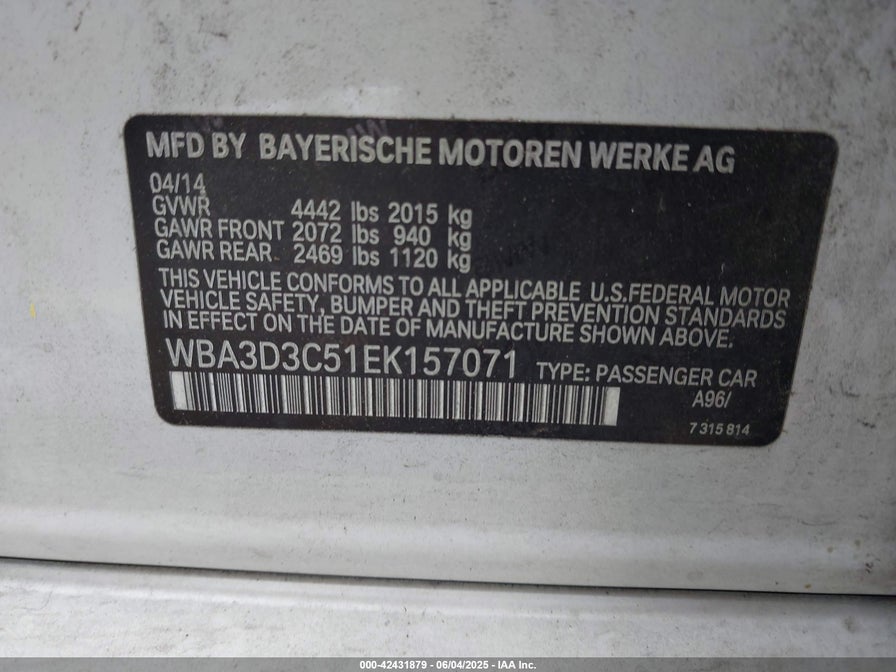 MFD BY BAYERISCHE MOTOREN WERKE AG
04/14
GVWR 4442 lbs 2015 kg
GAWR FRONT 2072 lbs 940 kg
GAWR REAR 2469 lbs 1120 kg
THIS VEHICLE CONFORMS TO ALL APPLICABLE U.S.FEDERAL MOTOR
VEHICLE SAFETY, BUMPER AND THEFT PREVENTION STANDARDS
IN EFFECT ON THE DATE OF MANUFACTURE SHOWN ABOVE.
WBA3D3C51EK157071 TYPE: PASSENGER CAR
A96/
7 315 814
000-42431879 - 06/04/2025 - IAA Inc.